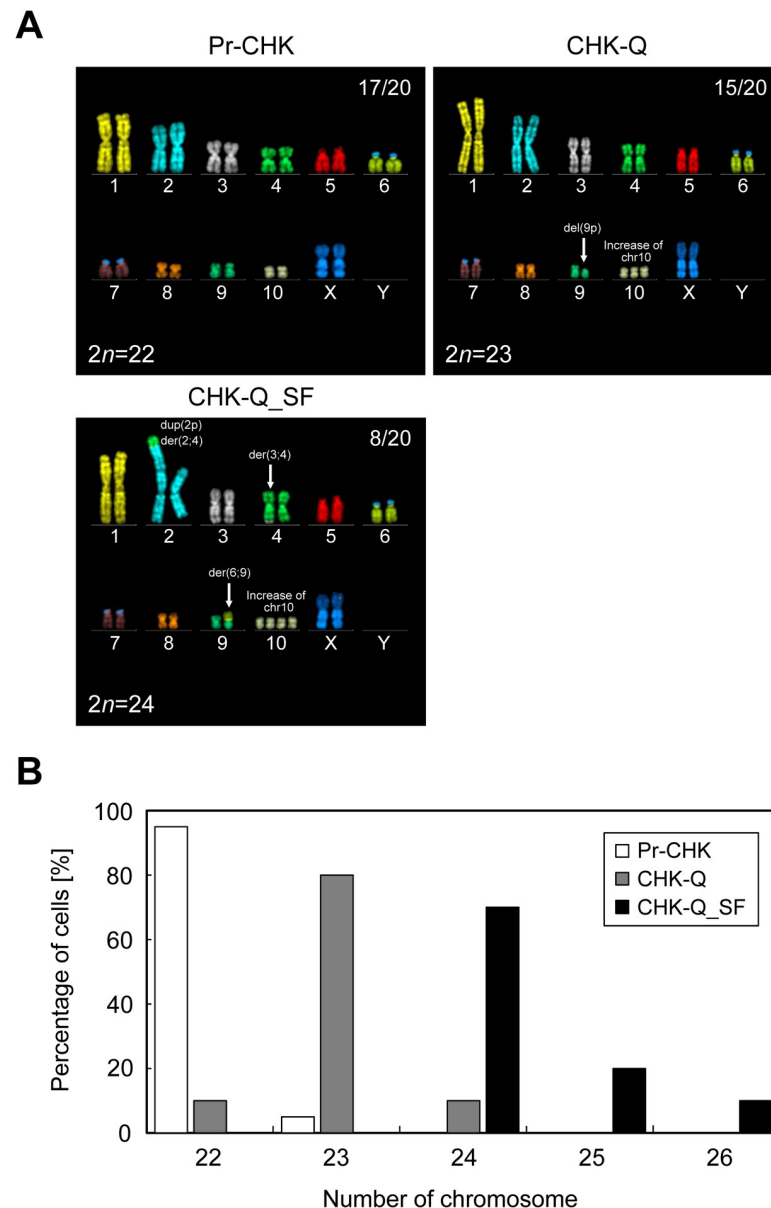 A
Pr-CHK
17/20
1 2 3 4 5 6
7 8 9 10 X Y
2n=22
CHK-Q
15/20
1 2 3 4 5 6
del(9p)
Increase of
chr10
7 8 9 10 X Y
2n=23
CHK-Q_SF
dup(2p)
der(2;4)
der(3;4)
8/20
1 2 3 4 5 6
der(6;9)
Increase of
chr10
7 8 9 10 X Y
2n=24
B
Percentage of cells [%]
100
80
60
40
20
0
Pr-CHK
CHK-Q
CHK-Q_SF
22 23 24 25 26
Number of chromosome